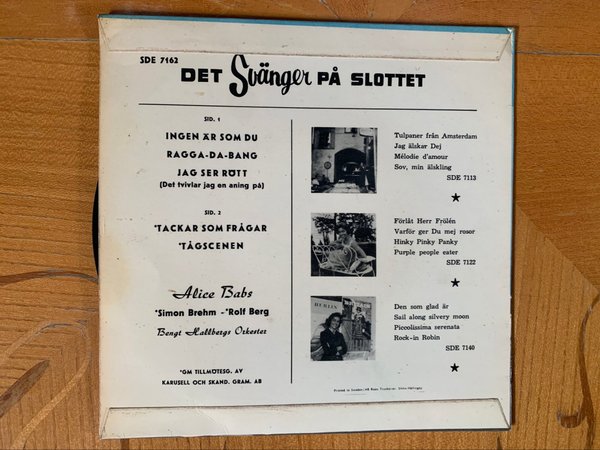 SDE 7162
DET Svänger PÅ SLOTTET
SID. 1
INGEN ÄR SOM DU
RAGGA-DA-BANG
JAG SER RÖTT
(Det tvivlar jag en aning på)
SID. 2
*TACKAR SOM FRÅGAR
*TÅGSCENEN
Alice Babs
*Simon Brehm - *Rolf Berg
Bengt Hallbergs Orkester
*GM TILLMÖTESG. AV
KARUSELL OCH SKAND. GRAM. AB
Tulpaner från Amsterdam
Jag älskar Dej
Mélodie d'amour
Sov, min älskling
SDE 7113
Förlåt Herr Frölén
Varför ger Du mej rosor
Hinky Pinky Panky
Purple people eater
SDE 7122
Den som glad är
Sail along silvery moon
Piccolissima serenata
Rock-in Robin
SDE 7140
Printed in Sweden